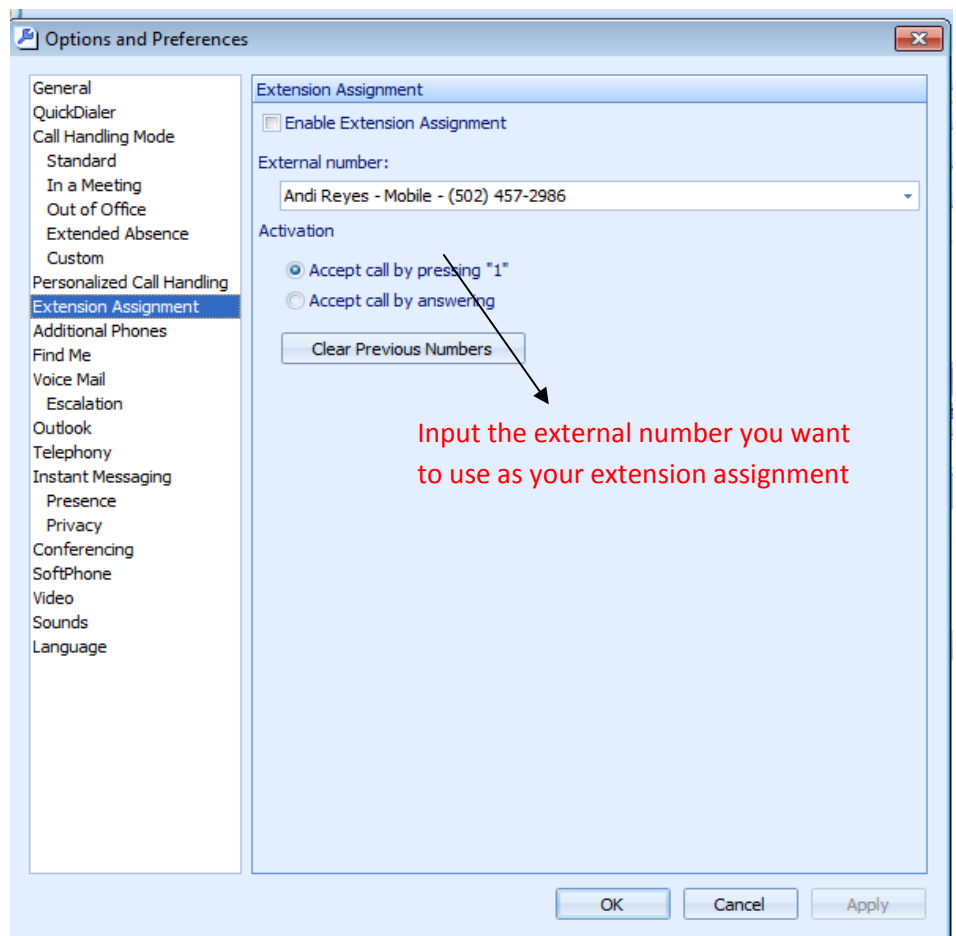 Options and Preferences
General
QuickDialer
Call Handling Mode
Standard
In a Meeting
Out of Office
Extended Absence
Custom
Personalized Call Handling
Extension Assignment
Additional Phones
Find Me
Voice Mail
Escalation
Outlook
Telephony
Instant Messaging
Presence
Privacy
Conferencing
SoftPhone
Video
Sounds
Language
Extension Assignment
Enable Extension Assignment
External number:
Andi Reyes - Mobile - (502) 457-2986
Activation
Accept call by pressing "1"
Accept call by answering
Clear Previous Numbers
Input the external number you want
to use as your extension assignment
OK
Cancel
Apply